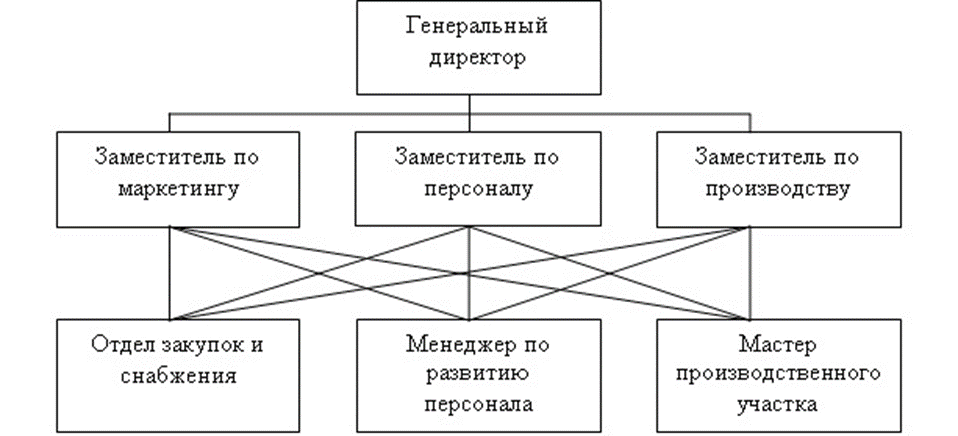 Генеральный
директор
Заместитель по
маркетингу
Заместитель по
персоналу
Заместитель по
производству
Отдел закупок и
снабжения
Менеджер по
развитию
персонала
Мастер
производственного
участка